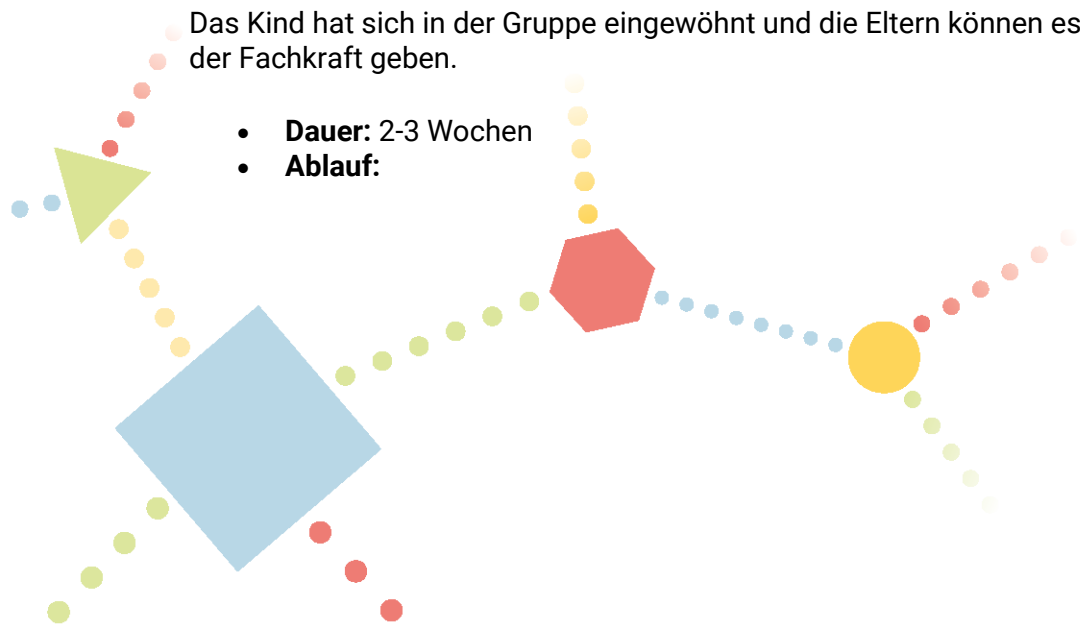 Das Kind hat sich in der Gruppe eingewöhnt und die Eltern können es
der Fachkraft geben.
• Dauer: 2-3 Wochen
• Ablauf: